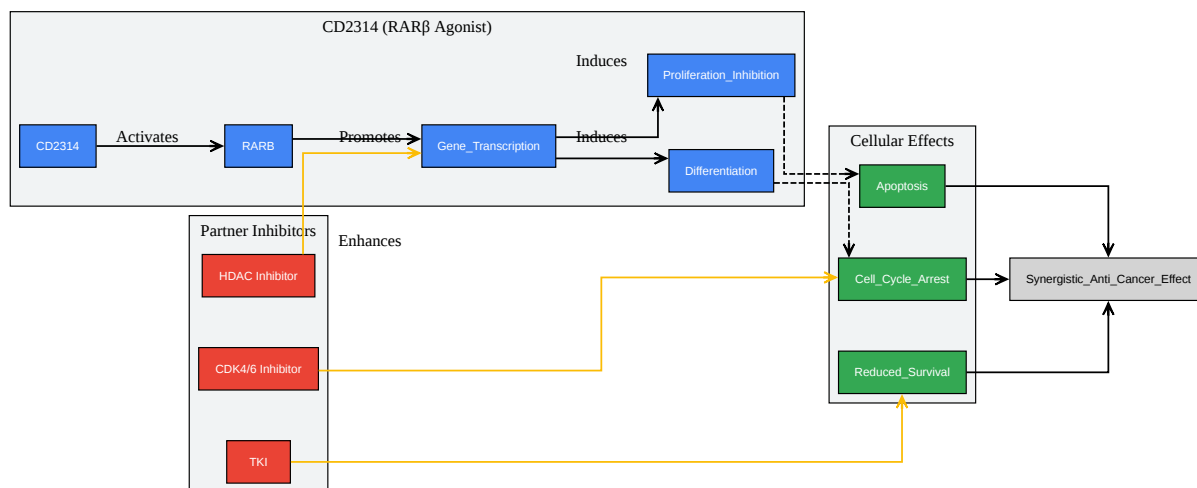 CD2314 (RARβ Agonist)
Induces
Proliferation_Inhibition
CD2314
Activates
RARB
Promotes
Gene_Transcription
Induces
Differentiation
Cellular Effects
Apoptosis
Partner Inhibitors
Enhances
HDAC Inhibitor
Cell_Cycle_Arrest
Synergistic_Anti_Cancer_Effect
CDK4/6 Inhibitor
Reduced_Survival
TKI